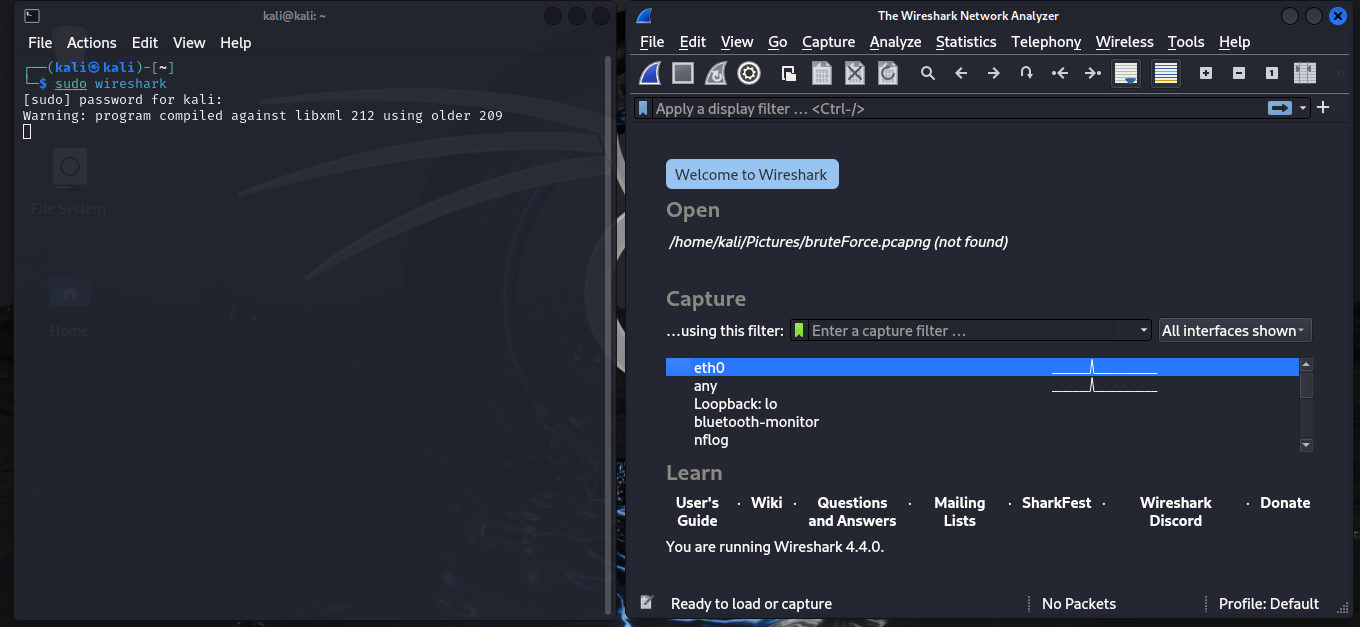 kali@kali: ~
File Actions Edit View Help
┌──(kali㉿kali)-[~]
└─$ sudo wireshark
[sudo] password for kali:
Warning: program compiled against libxml 212 using older 209
File System
Home
The Wireshark Network Analyzer
File Edit View Go Capture Analyze Statistics Telephony Wireless Tools Help
Apply a display filter … <Ctrl-/>
Welcome to Wireshark
Open
/home/kali/Pictures/bruteForce.pcapng (not found)
Capture
…using this filter: Enter a capture filter … All interfaces shown
eth0
any
Loopback: lo
bluetooth-monitor
nflog
Learn
User's Guide · Wiki · Questions and Answers · Mailing Lists · SharkFest · Wireshark Discord · Donate
You are running Wireshark 4.4.0.
Ready to load or capture No Packets Profile: Default